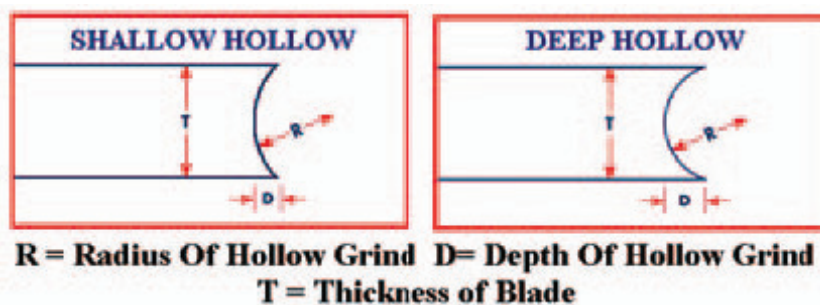 SHALLOW HOLLOW
T
R
D
DEEP HOLLOW
T
R
D
R = Radius Of Hollow Grind D= Depth Of Hollow Grind
T = Thickness of Blade